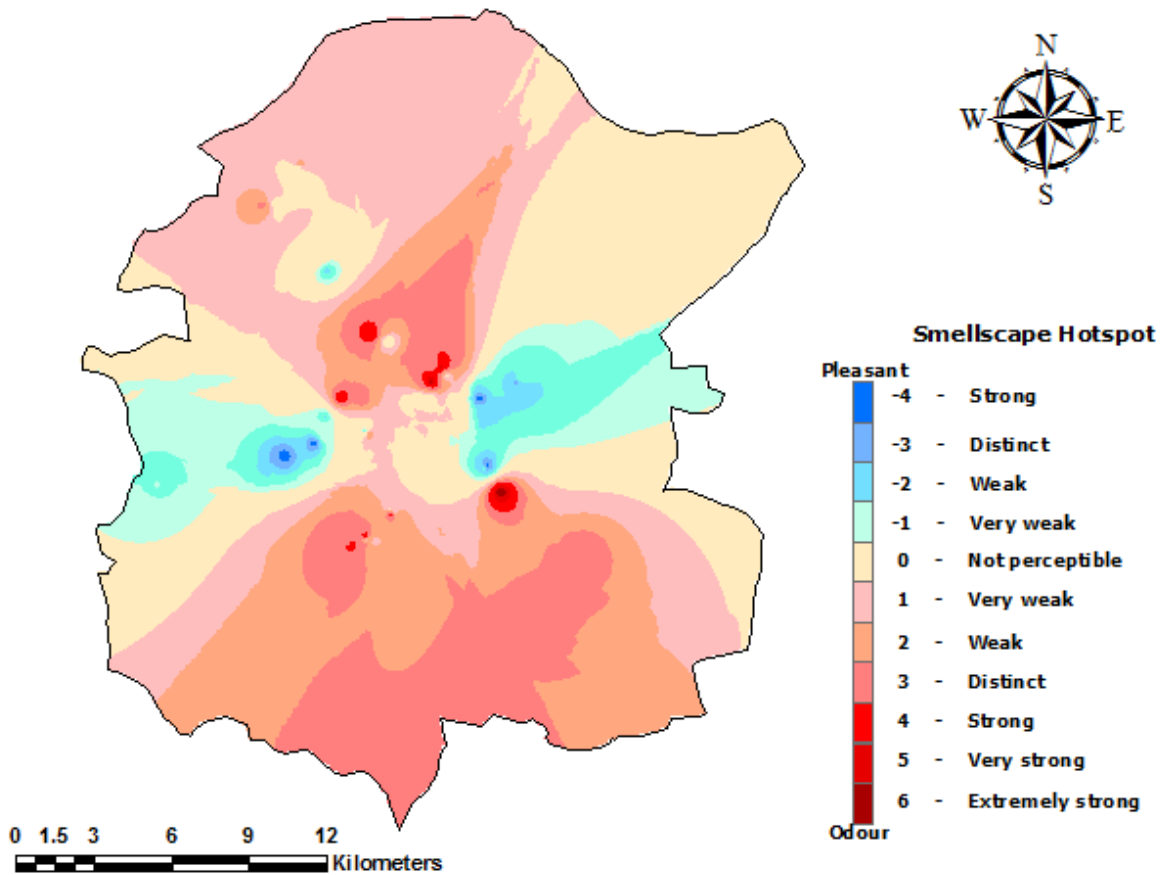 N
W E
S
Smellscape Hotspot
Pleasant
-4 - Strong
-3 - Distinct
-2 - Weak
-1 - Very weak
0 - Not perceptible
1 - Very weak
2 - Weak
3 - Distinct
4 - Strong
5 - Very strong
6 - Extremely strong
Odour
0 1.5 3 6 9 12
Kilometers